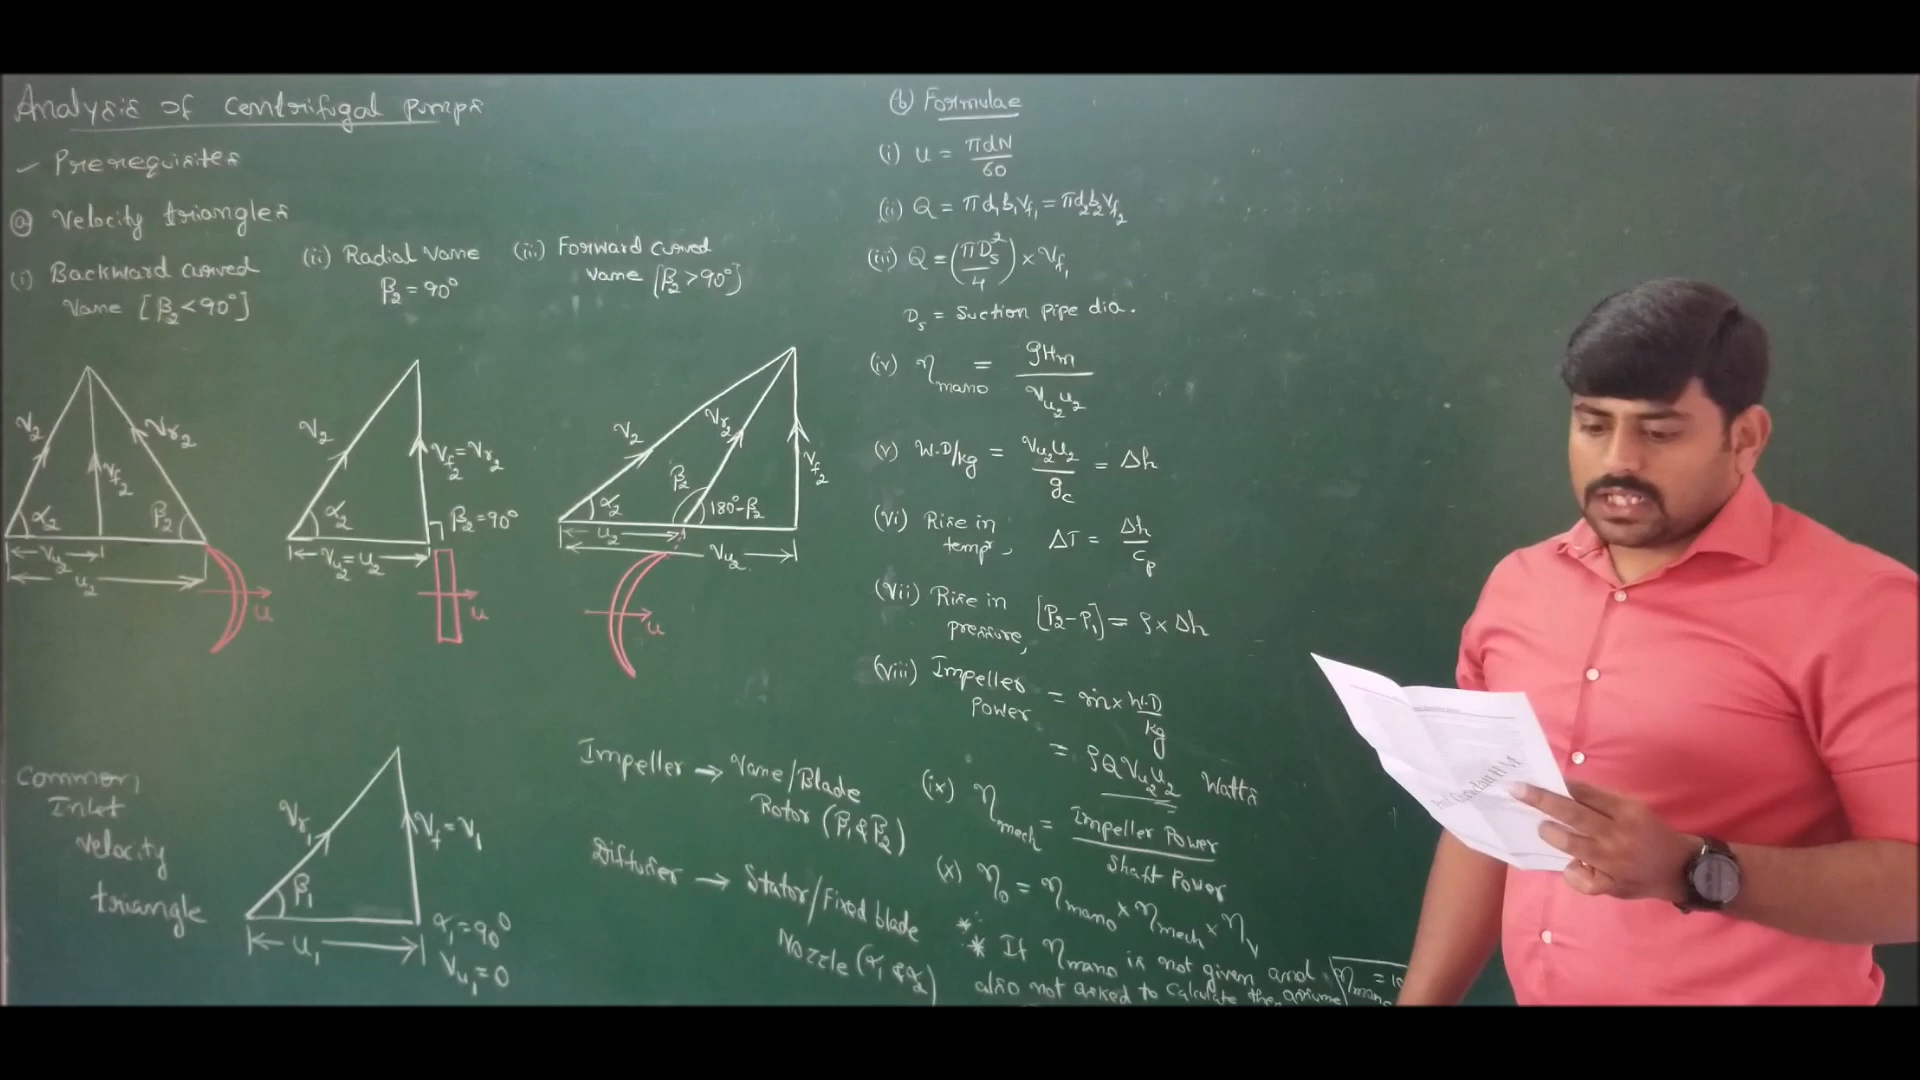 Analysis of Centrifugal pumps
Prerequisites
ⓐ Velocity triangles
(i) Backward curved
Vane [β₂ < 90°]
(ii) Radial Vane
β₂ = 90°
(iii) Forward curved
Vane [β₂ > 90°]
V₂
Vr₂
Vf₂
α₂
β₂
Vu₂
u₂
u
V₂
Vf₂ = Vr₂
α₂
β₂ = 90°
Vu₂ = u₂
u
V₂
Vr₂
Vf₂
β₂
α₂
180° - β₂
u₂
Vu₂
u
Common
Inlet
velocity
triangle
Vr₁
Vf = V₁
β₁
u₁
α₁ = 90°
Vu₁ = 0
Impeller → Vane/Blade
Rotor (β₁ & β₂)
Diffuser → Stator/Fixed blade
Nozzle (α₁ & α₂)
(b) Formulae
(i) u = πdN/60
(ii) Q = πd₁b₁Vf₁ = πd₂b₂Vf₂
(iii) Q = (πDs²/4) × Vf₁
Ds = Suction pipe dia.
(iv) ηmano = gHm/Vu₂u₂
(v) W.D/kg = Vu₂u₂/gc = Δh
(vi) Rise in
tempr, ΔT = Δh/cp
(vii) Rise in
pressure, [P₂-P₁] = ρ × Δh
(viii) Impeller
Power = ṁ × W.D/kg
= ρQVu₂u₂ Watts
(ix) ηmech = Impeller Power/Shaft Power
(x) η₀ = ηmano × ηmech × ηv
** If ηmano is not given and
also not asked to calculate then assume ηmano =